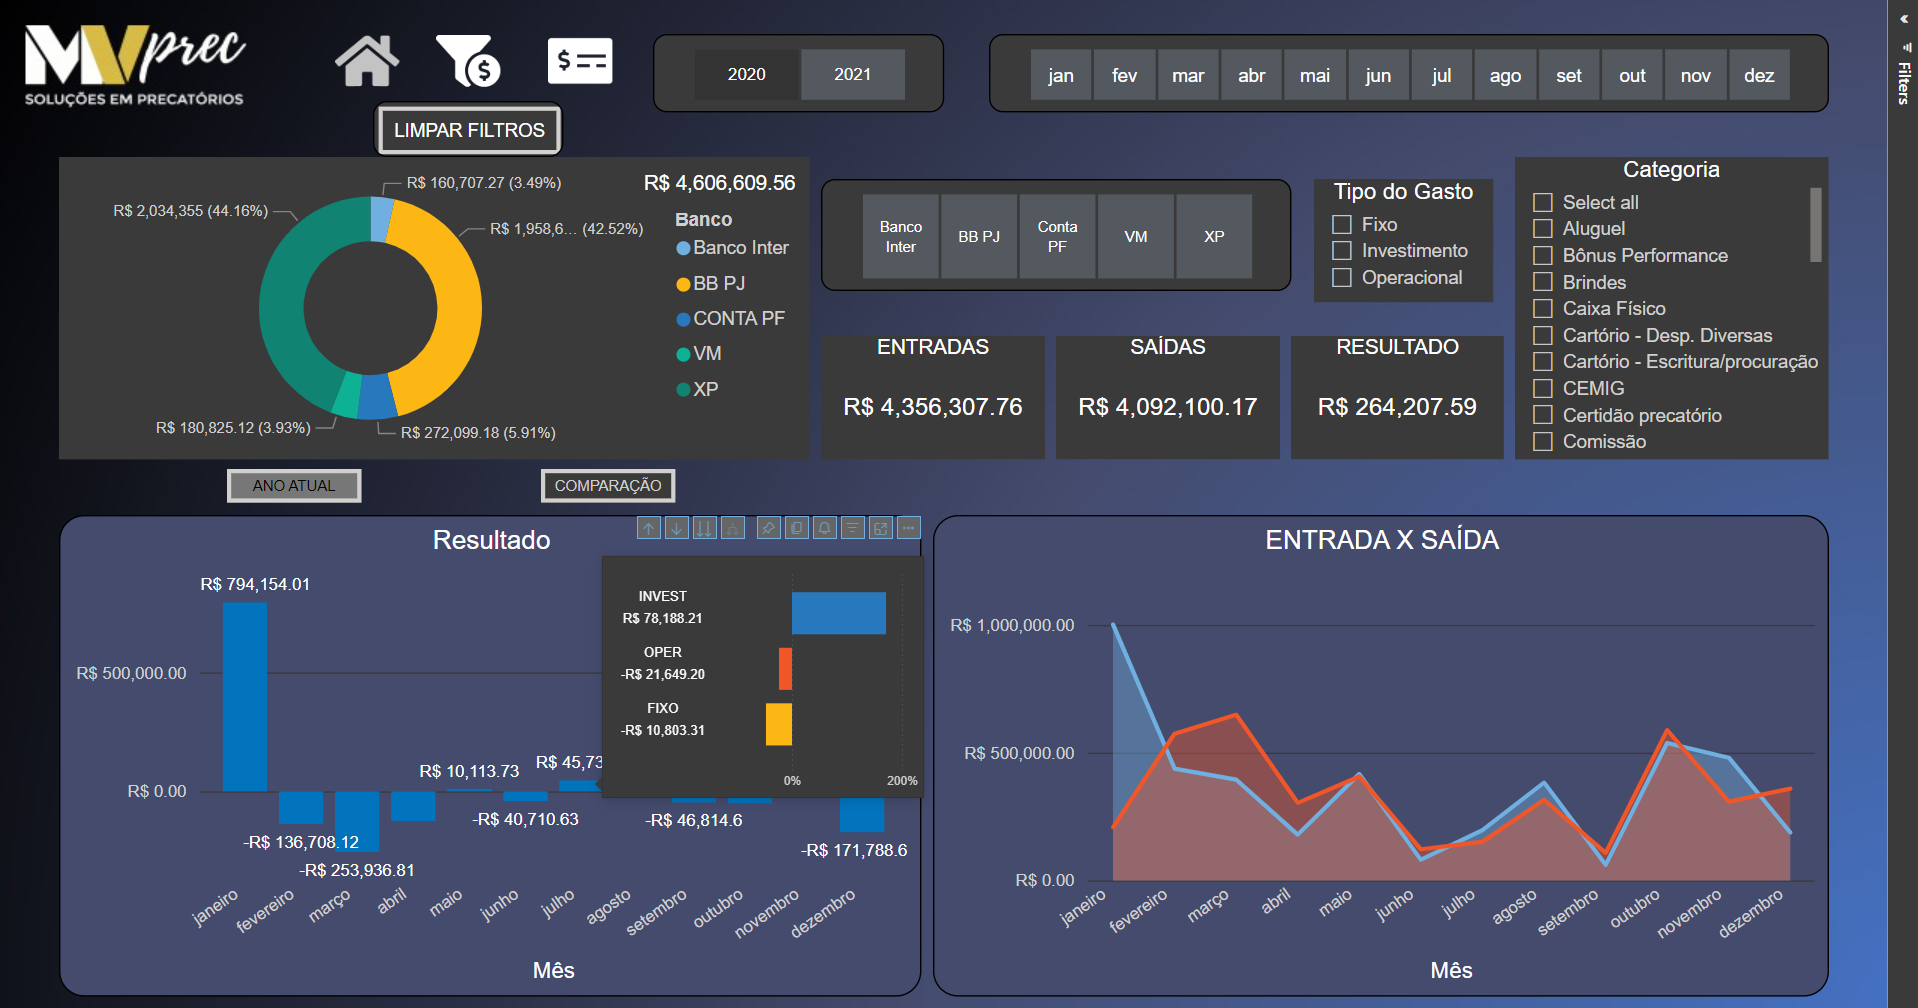 MVprec
SOLUÇÕES EM PRECATÓRIOS
$
$
2020
2021
jan
fev
mar
abr
mai
jun
jul
ago
set
out
nov
dez
Filters
LIMPAR FILTROS
R$ 160,707.27 (3.49%)
R$ 2,034,355 (44.16%)
R$ 1,958,6... (42.52%)
R$ 180,825.12 (3.93%)
R$ 272,099.18 (5.91%)
R$ 4,606,609.56
Banco
Banco Inter
BB PJ
CONTA PF
VM
XP
Banco
Inter
BB PJ
Conta
PF
VM
XP
Tipo do Gasto
Fixo
Investimento
Operacional
Categoria
Select all
Aluguel
Bônus Performance
Brindes
Caixa Físico
Cartório - Desp. Diversas
Cartório - Escritura/procuração
CEMIG
Certidão precatório
Comissão
ENTRADAS
R$ 4,356,307.76
SAÍDAS
R$ 4,092,100.17
RESULTADO
R$ 264,207.59
ANO ATUAL
COMPARAÇÃO
Resultado
R$ 794,154.01
R$ 500,000.00
R$ 0.00
-R$ 136,708.12
-R$ 253,936.81
R$ 10,113.73
-R$ 40,710.63
R$ 45,73
-R$ 46,814.6
-R$ 171,788.6
INVEST
R$ 78,188.21
OPER
-R$ 21,649.20
FIXO
-R$ 10,803.31
0%
200%
janeiro
fevereiro
março
abril
maio
junho
julho
agosto
setembro
outubro
novembro
dezembro
Mês
ENTRADA X SAÍDA
R$ 1,000,000.00
R$ 500,000.00
R$ 0.00
janeiro
fevereiro
março
abril
maio
junho
julho
agosto
setembro
outubro
novembro
dezembro
Mês